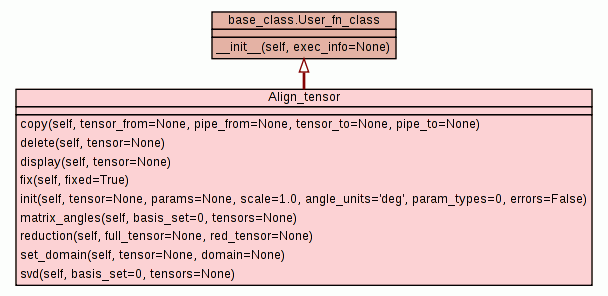 base_class.User_fn_class
__init__(self, exec_info=None)
Align_tensor
copy(self, tensor_from=None, pipe_from=None, tensor_to=None, pipe_to=None)
delete(self, tensor=None)
display(self, tensor=None)
fix(self, fixed=True)
init(self, tensor=None, params=None, scale=1.0, angle_units='deg', param_types=0, errors=False)
matrix_angles(self, basis_set=0, tensors=None)
reduction(self, full_tensor=None, red_tensor=None)
set_domain(self, tensor=None, domain=None)
svd(self, basis_set=0, tensors=None)